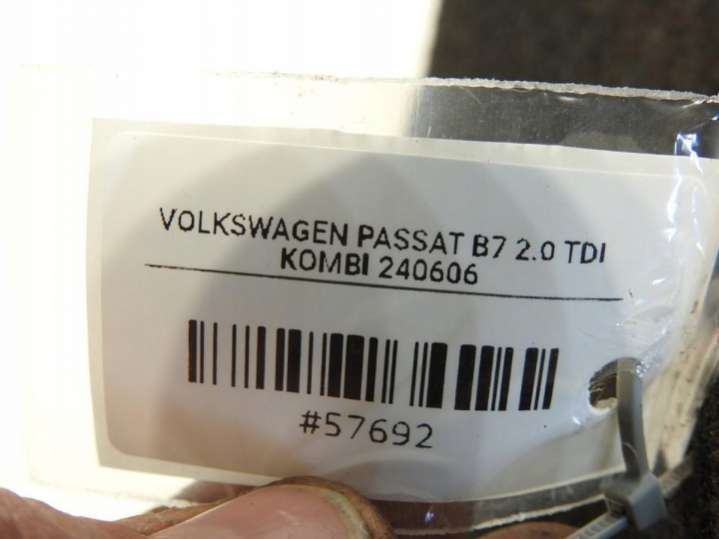 VOLKSWAGEN PASSAT B7 2.0 TDI
KOMBI 240606
#57692